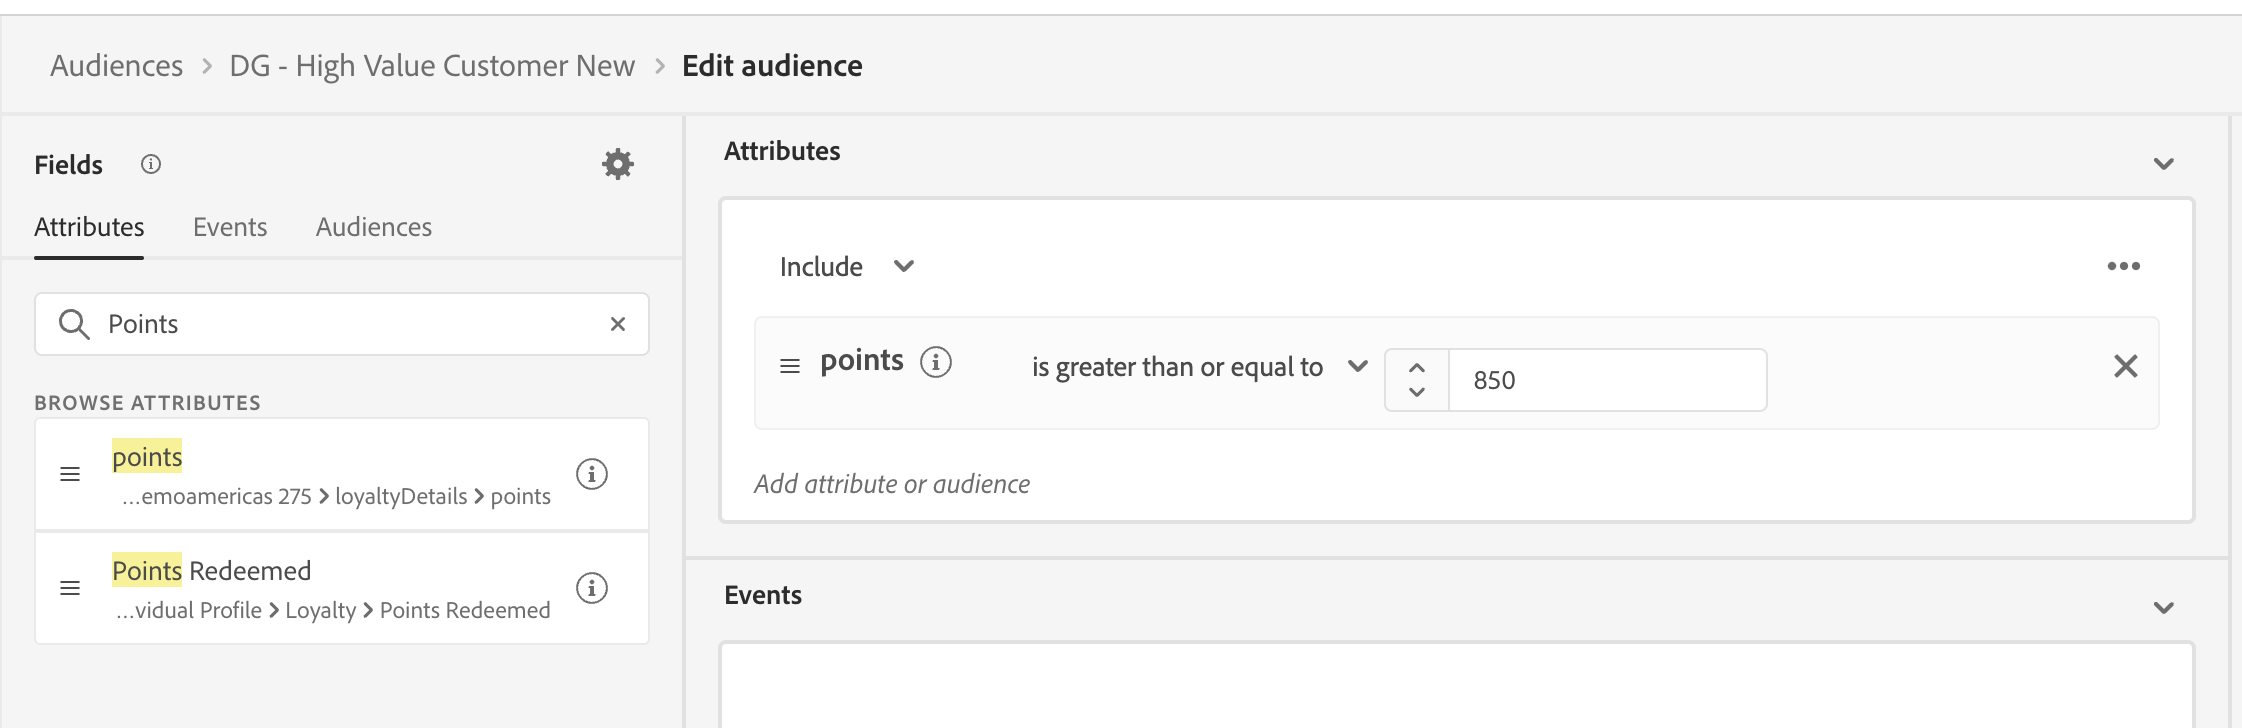 Audiences > DG - High Value Customer New > Edit audience
Fields
Attributes Events Audiences
Points
BROWSE ATTRIBUTES
points
...emoamericas 275 > loyaltyDetails > points
Points Redeemed
...vidual Profile > Loyalty > Points Redeemed
Attributes
Include
points is greater than or equal to 850
Add attribute or audience
Events